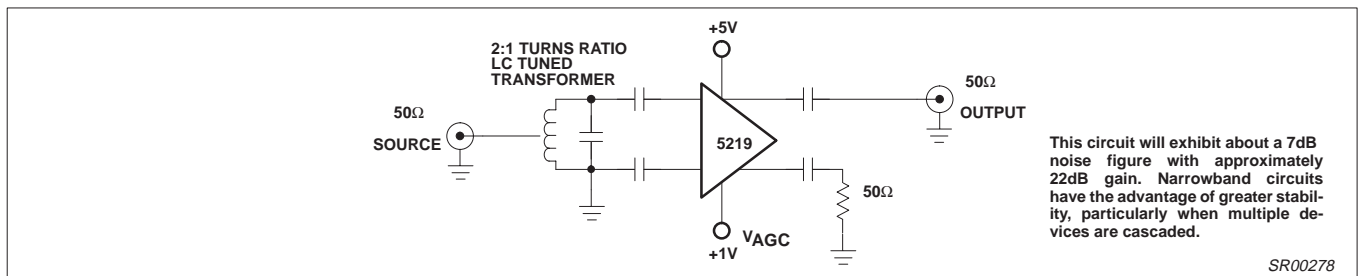 +5V
2:1 TURNS RATIO
LC TUNED
TRANSFORMER
50Ω
SOURCE
5219
50Ω
OUTPUT
50Ω
VAGC
+1V
This circuit will exhibit about a 7dB
noise figure with approximately
22dB gain. Narrowband circuits
have the advantage of greater stabil-
ity, particularly when multiple de-
vices are cascaded.
SR00278